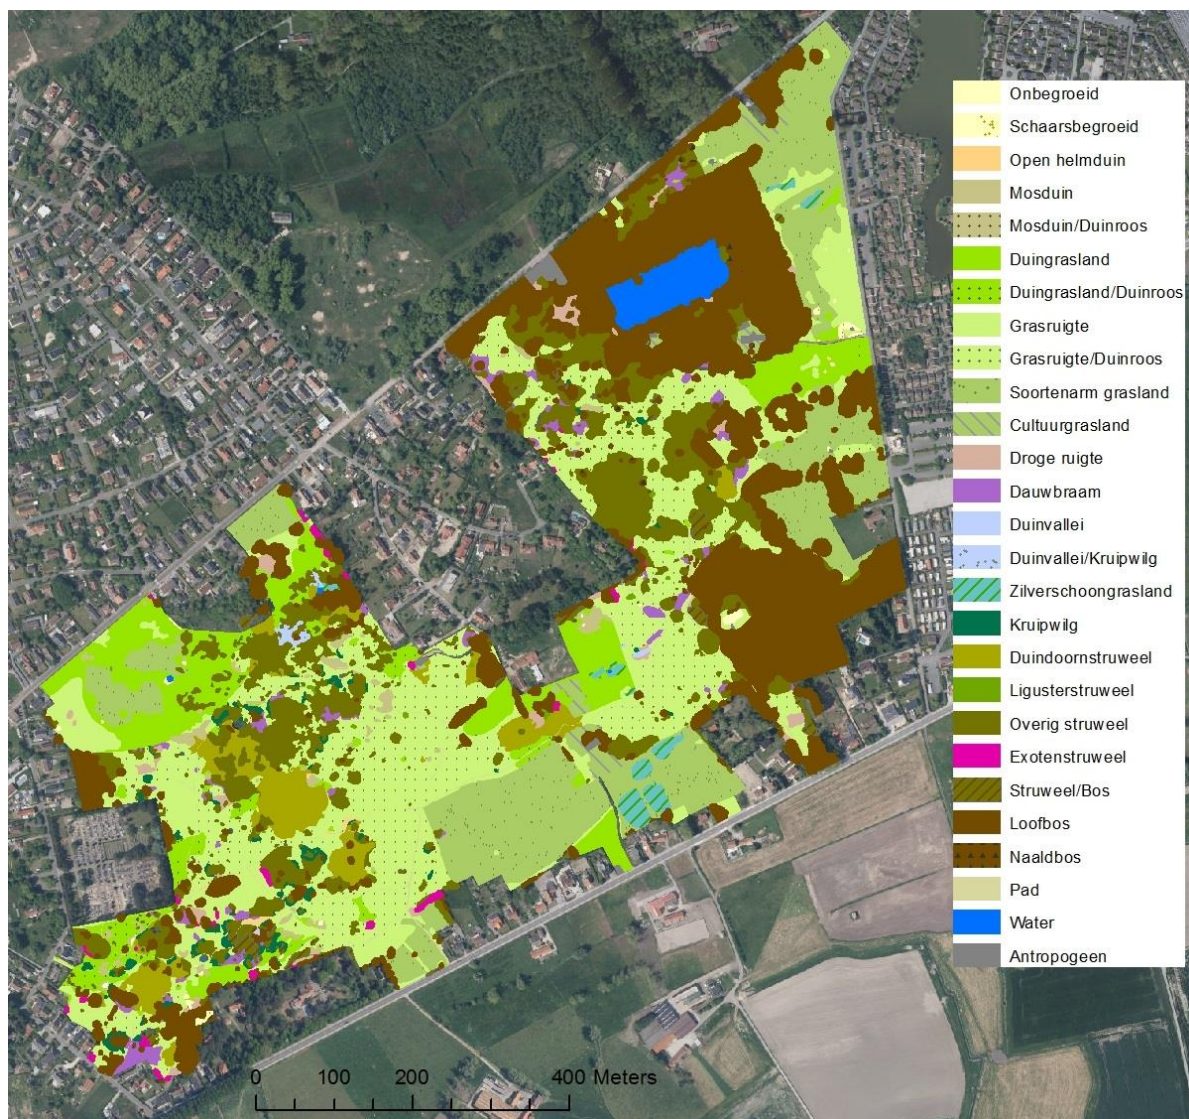 Onbegroeid
Schaarsbegroeid
Open helmduin
Mosduin
Mosduin/Duinroos
Duingrasland
Duingrasland/Duinroos
Grasruigte
Grasruigte/Duinroos
Soortenarm grasland
Cultuurgrasland
Droge ruigte
Dauwbraam
Duinvallei
Duinvallei/Kruipwilg
Zilverschoongrasland
Kruipwilg
Duindoornstruweel
Ligusterstruweel
Overig struweel
Exotenstruweel
Struweel/Bos
Loofbos
Naaldbos
Pad
Water
Antropogeen
0 100 200 400 Meters